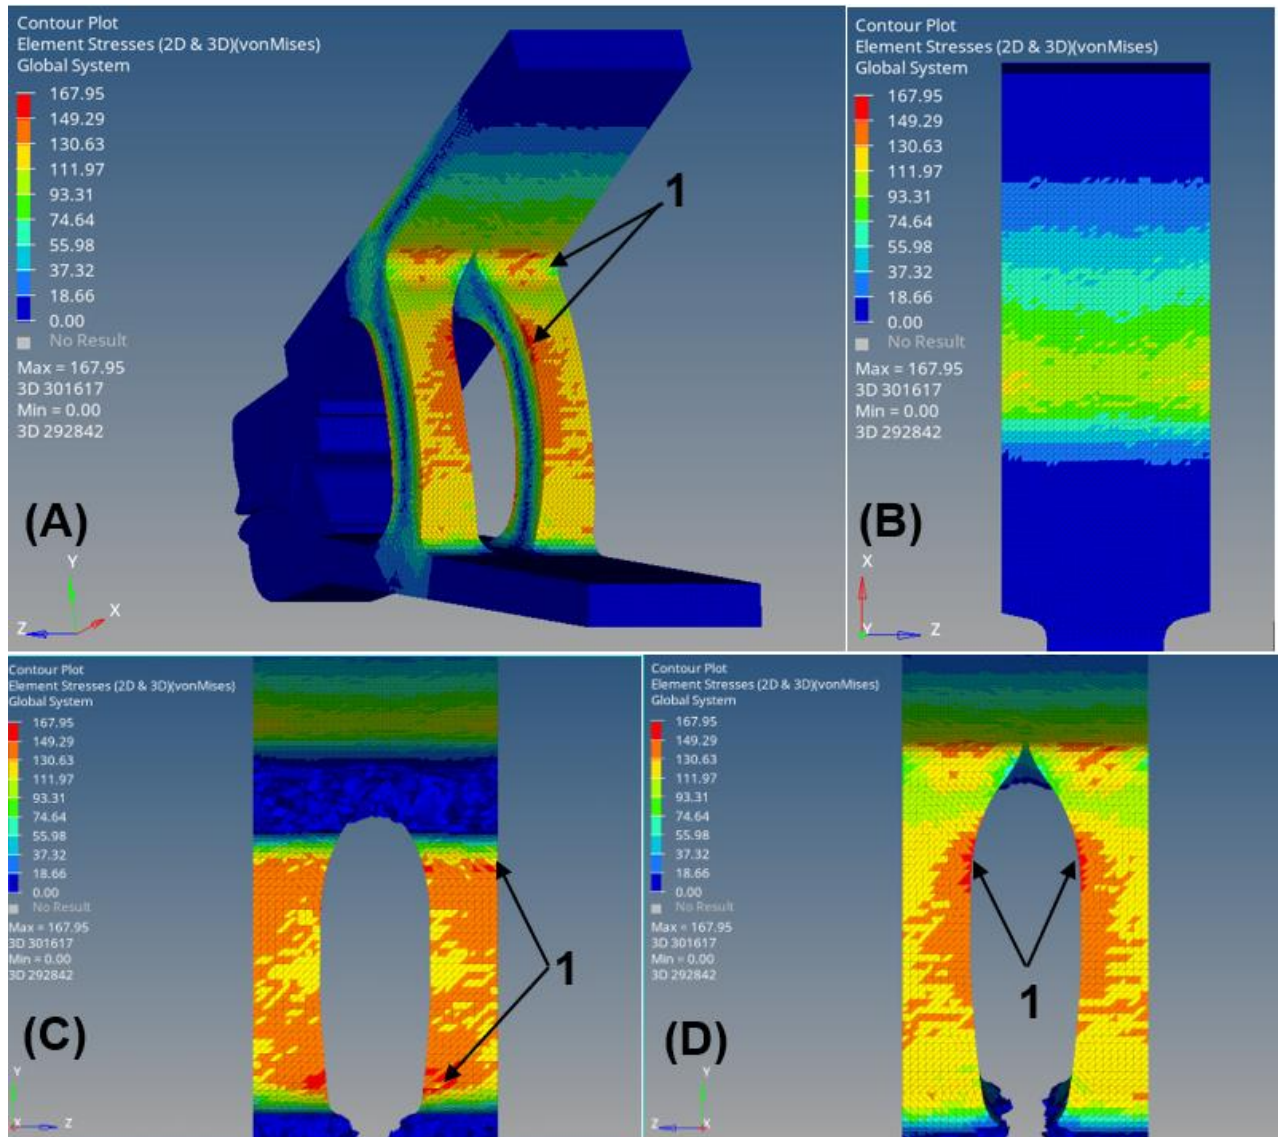 Contour Plot
Element Stresses (2D & 3D)(vonMises)
Global System
167.95
149.29
130.63
111.97
93.31
74.64
55.98
37.32
18.66
0.00
No Result
Max = 167.95
3D 301617
Min = 0.00
3D 292842
1
(A)
Y
X
Z
Contour Plot
Element Stresses (2D & 3D)(vonMises)
Global System
167.95
149.29
130.63
111.97
93.31
74.64
55.98
37.32
18.66
0.00
No Result
Max = 167.95
3D 301617
Min = 0.00
3D 292842
(B)
X
Y
Z
Contour Plot
Element Stresses (2D & 3D)(vonMises)
Global System
167.95
149.29
130.63
111.97
93.31
74.64
55.98
37.32
18.66
0.00
No Result
Max = 167.95
3D 301617
Min = 0.00
3D 292842
1
(C)
Y
X
Z
Contour Plot
Element Stresses (2D & 3D)(vonMises)
Global System
167.95
149.29
130.63
111.97
93.31
74.64
55.98
37.32
18.66
0.00
No Result
Max = 167.95
3D 301617
Min = 0.00
3D 292842
1
(D)
Y
Z
X